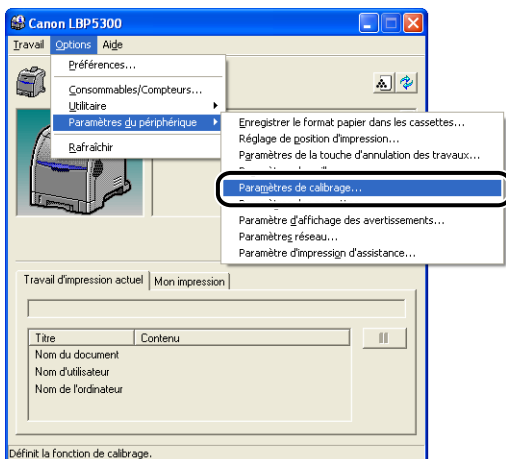 Canon LBP5300
Travail Options Aide
Préférences...
Consommables/Compteurs...
Utilitaire
Paramètres du périphérique
Rafraîchir
Enregistrer le format papier dans les cassettes...
Réglage de position d'impression...
Paramètres de la touche d'annulation des travaux...
Paramètres de calibrage...
Paramètre d'affichage des avertissements...
Paramètres réseau...
Paramètre d'impression d'assistance...
Travail d'impression actuel Mon impression
Titre Contenu
Nom du document
Nom d'utilisateur
Nom de l'ordinateur
Définit la fonction de calibrage.